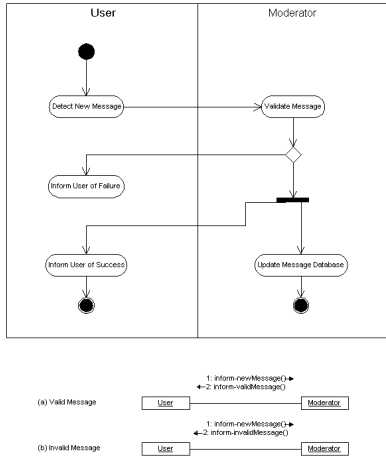 User
Moderator
Detect New Message
Validate Message
Inform User of Failure
Inform User of Success
Update Message Database
1: inform-newMessage()
2: inform-validMessage()
(a) Valid Message
User
Moderator
1: inform-newMessage()
2: inform-invalidMessage()
(b) Invalid Message
User
Moderator